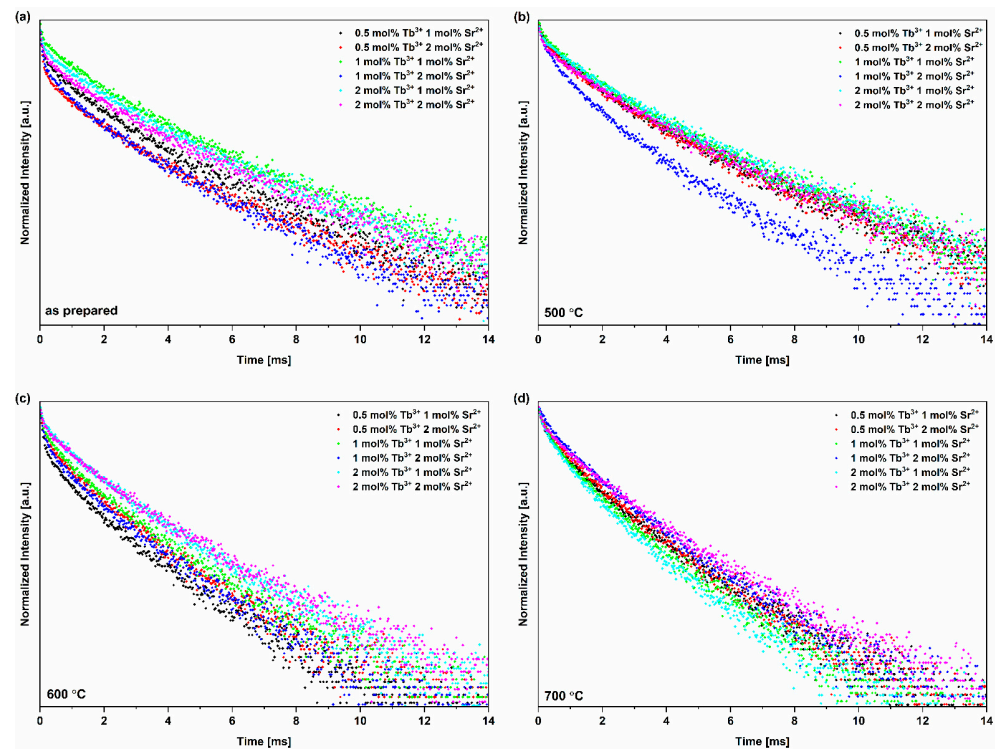 (a)
0.5 mol% Tb³⁺ 1 mol% Sr²⁺
0.5 mol% Tb³⁺ 2 mol% Sr²⁺
1 mol% Tb³⁺ 1 mol% Sr²⁺
1 mol% Tb³⁺ 2 mol% Sr²⁺
2 mol% Tb³⁺ 1 mol% Sr²⁺
2 mol% Tb³⁺ 2 mol% Sr²⁺
Normalized Intensity [a.u.]
as prepared
0 2 4 6 8 10 12 14
Time [ms]
(b)
0.5 mol% Tb³⁺ 1 mol% Sr²⁺
0.5 mol% Tb³⁺ 2 mol% Sr²⁺
1 mol% Tb³⁺ 1 mol% Sr²⁺
1 mol% Tb³⁺ 2 mol% Sr²⁺
2 mol% Tb³⁺ 1 mol% Sr²⁺
2 mol% Tb³⁺ 2 mol% Sr²⁺
Normalized Intensity [a.u.]
500 °C
0 2 4 6 8 10 12 14
Time [ms]
(c)
0.5 mol% Tb³⁺ 1 mol% Sr²⁺
0.5 mol% Tb³⁺ 2 mol% Sr²⁺
1 mol% Tb³⁺ 1 mol% Sr²⁺
1 mol% Tb³⁺ 2 mol% Sr²⁺
2 mol% Tb³⁺ 1 mol% Sr²⁺
2 mol% Tb³⁺ 2 mol% Sr²⁺
Normalized Intensity [a.u.]
600 °C
0 2 4 6 8 10 12 14
Time [ms]
(d)
0.5 mol% Tb³⁺ 1 mol% Sr²⁺
0.5 mol% Tb³⁺ 2 mol% Sr²⁺
1 mol% Tb³⁺ 1 mol% Sr²⁺
1 mol% Tb³⁺ 2 mol% Sr²⁺
2 mol% Tb³⁺ 1 mol% Sr²⁺
2 mol% Tb³⁺ 2 mol% Sr²⁺
Normalized Intensity [a.u.]
700 °C
0 2 4 6 8 10 12 14
Time [ms]